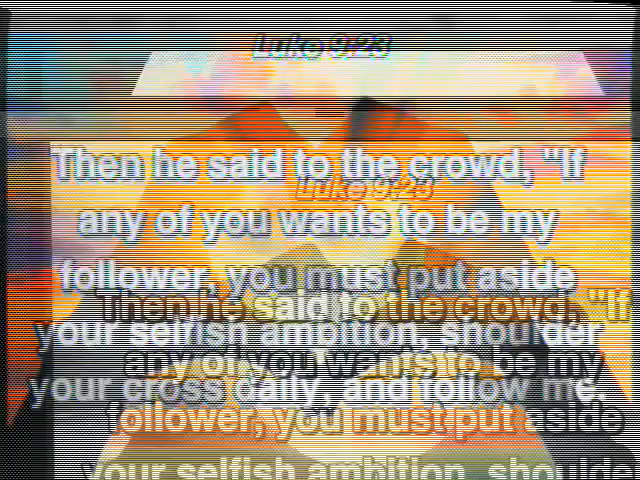 Luke 9:23
Then he said to the crowd, "If
Luke 9:23
any of you wants to be my
follower, you must put aside
Then he said to the crowd, "If
your selfish ambition, shoulder
any of you wants to be my
your cross daily, and follow me.
follower, you must put aside
your selfish ambition, shoulder